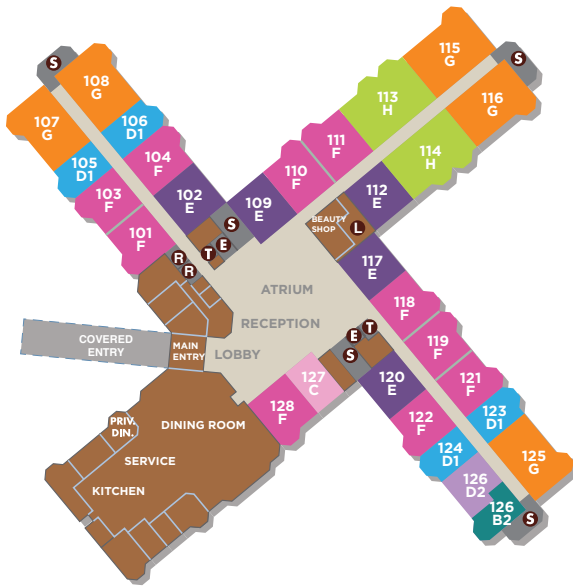 S
108
G
107
G
106
D1
105
D1
104
F
103
F
102
E
101
F
R
R
T
E
S
109
E
110
F
111
F
113
H
115
G
S
116
G
114
H
112
E
BEAUTY
SHOP
L
117
E
ATRIUM
RECEPTION
LOBBY
COVERED
ENTRY
MAIN
ENTRY
118
F
119
F
121
F
123
D1
125
G
E
T
S
120
E
122
F
124
D1
126
D2
126
B2
S
127
C
128
F
PRIV.
DIN.
DINING ROOM
SERVICE
KITCHEN